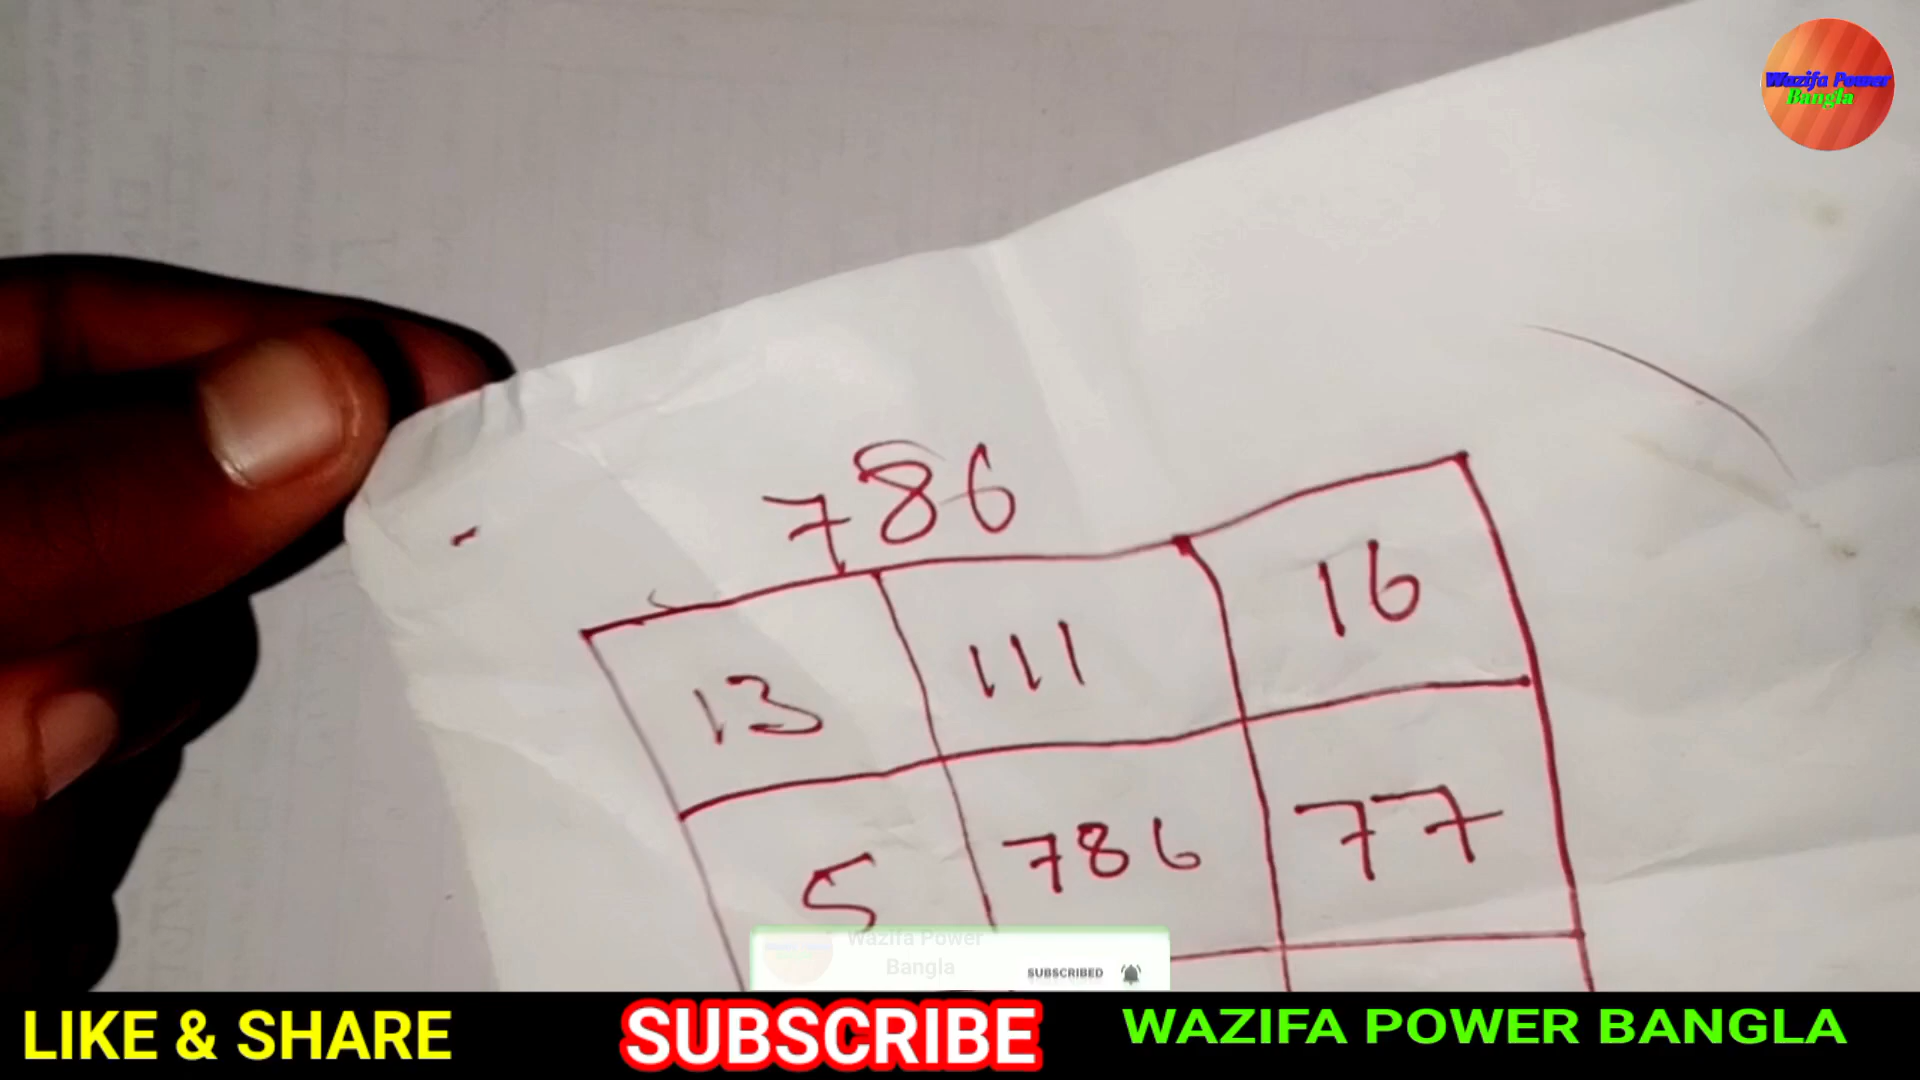 Wazifa Power
Bangla
786
13 111 16
5 786 77
Wazifa Power
Bangla
SUBSCRIBED
LIKE & SHARE SUBSCRIBE WAZIFA POWER BANGLA